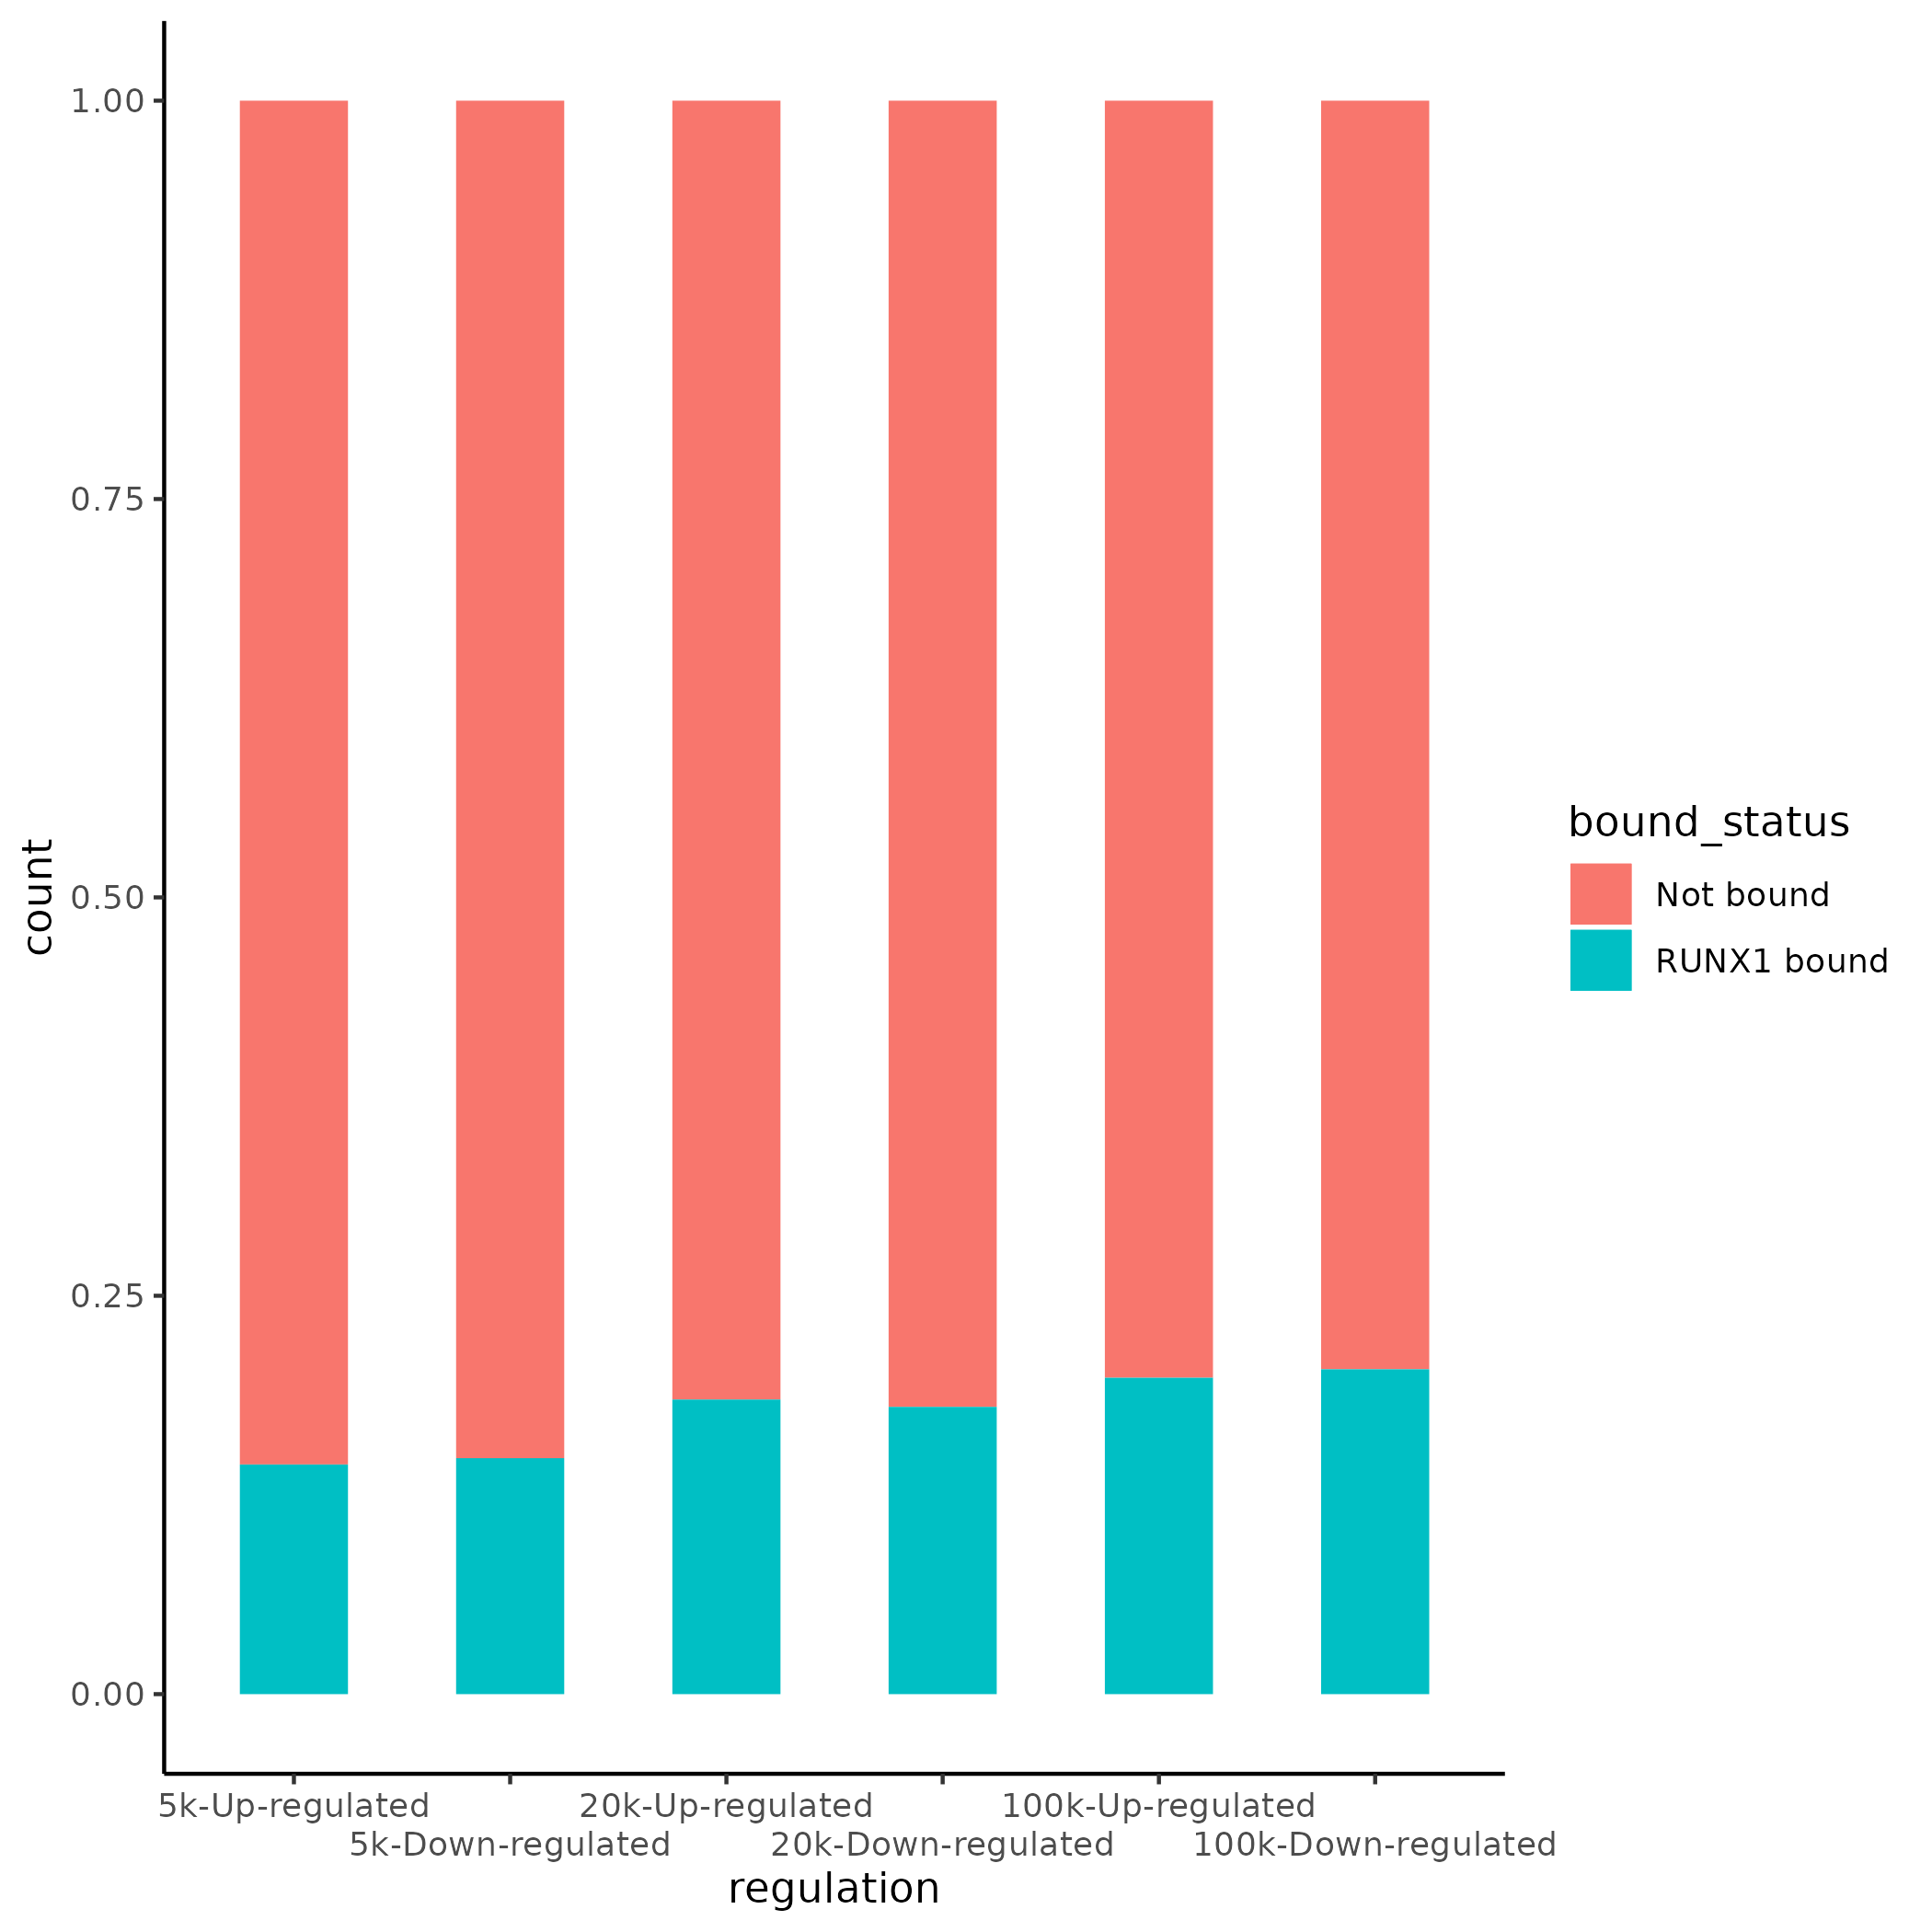 count
1.00
0.75
0.50
0.25
0.00
5k-Up-regulated
5k-Down-regulated
20k-Up-regulated
20k-Down-regulated
100k-Up-regulated
100k-Down-regulated
regulation
bound_status
Not bound
RUNX1 bound